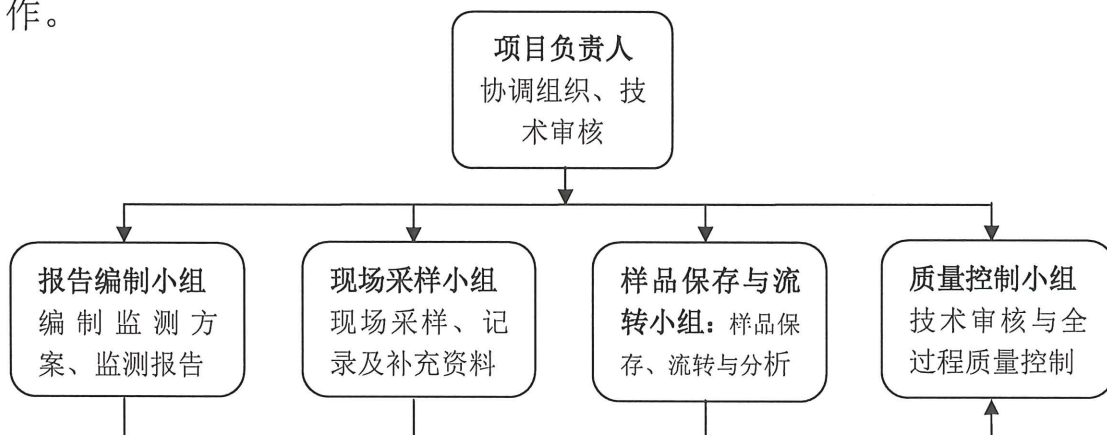 作。
项目负责人
协调组织、技
术审核
报告编制小组
编制监测方
案、监测报告
现场采样小组
现场采样、记
录及补充资料
样品保存与流
转小组：样品保
存、流转与分析
质量控制小组
技术审核与全
过程质量控制